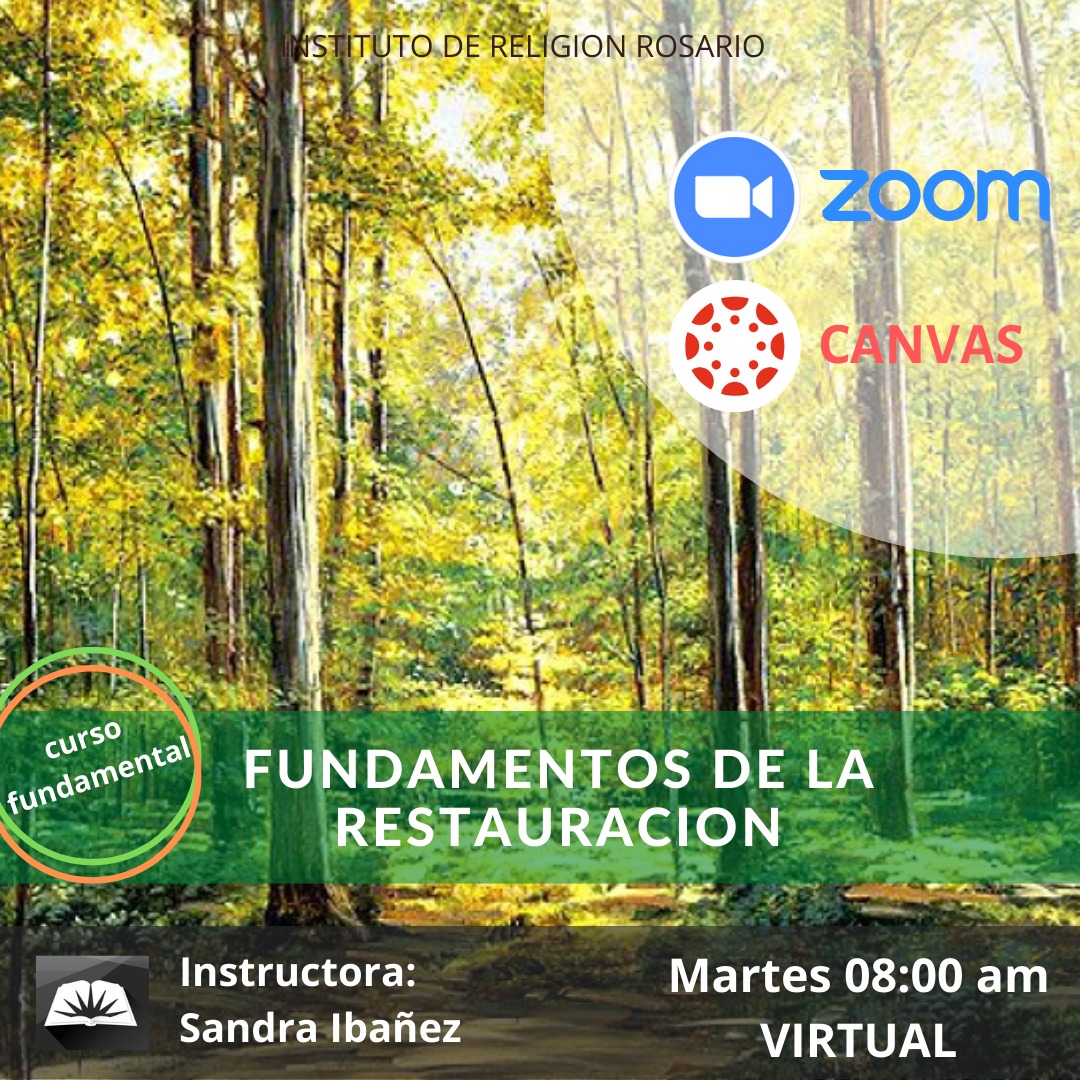 INSTITUTO DE RELIGION ROSARIO
zoom
CANVAS
curso
fundamental
FUNDAMENTOS DE LA
RESTAURACION
Instructora:
Sandra Ibañez
Martes 08:00 am
VIRTUAL